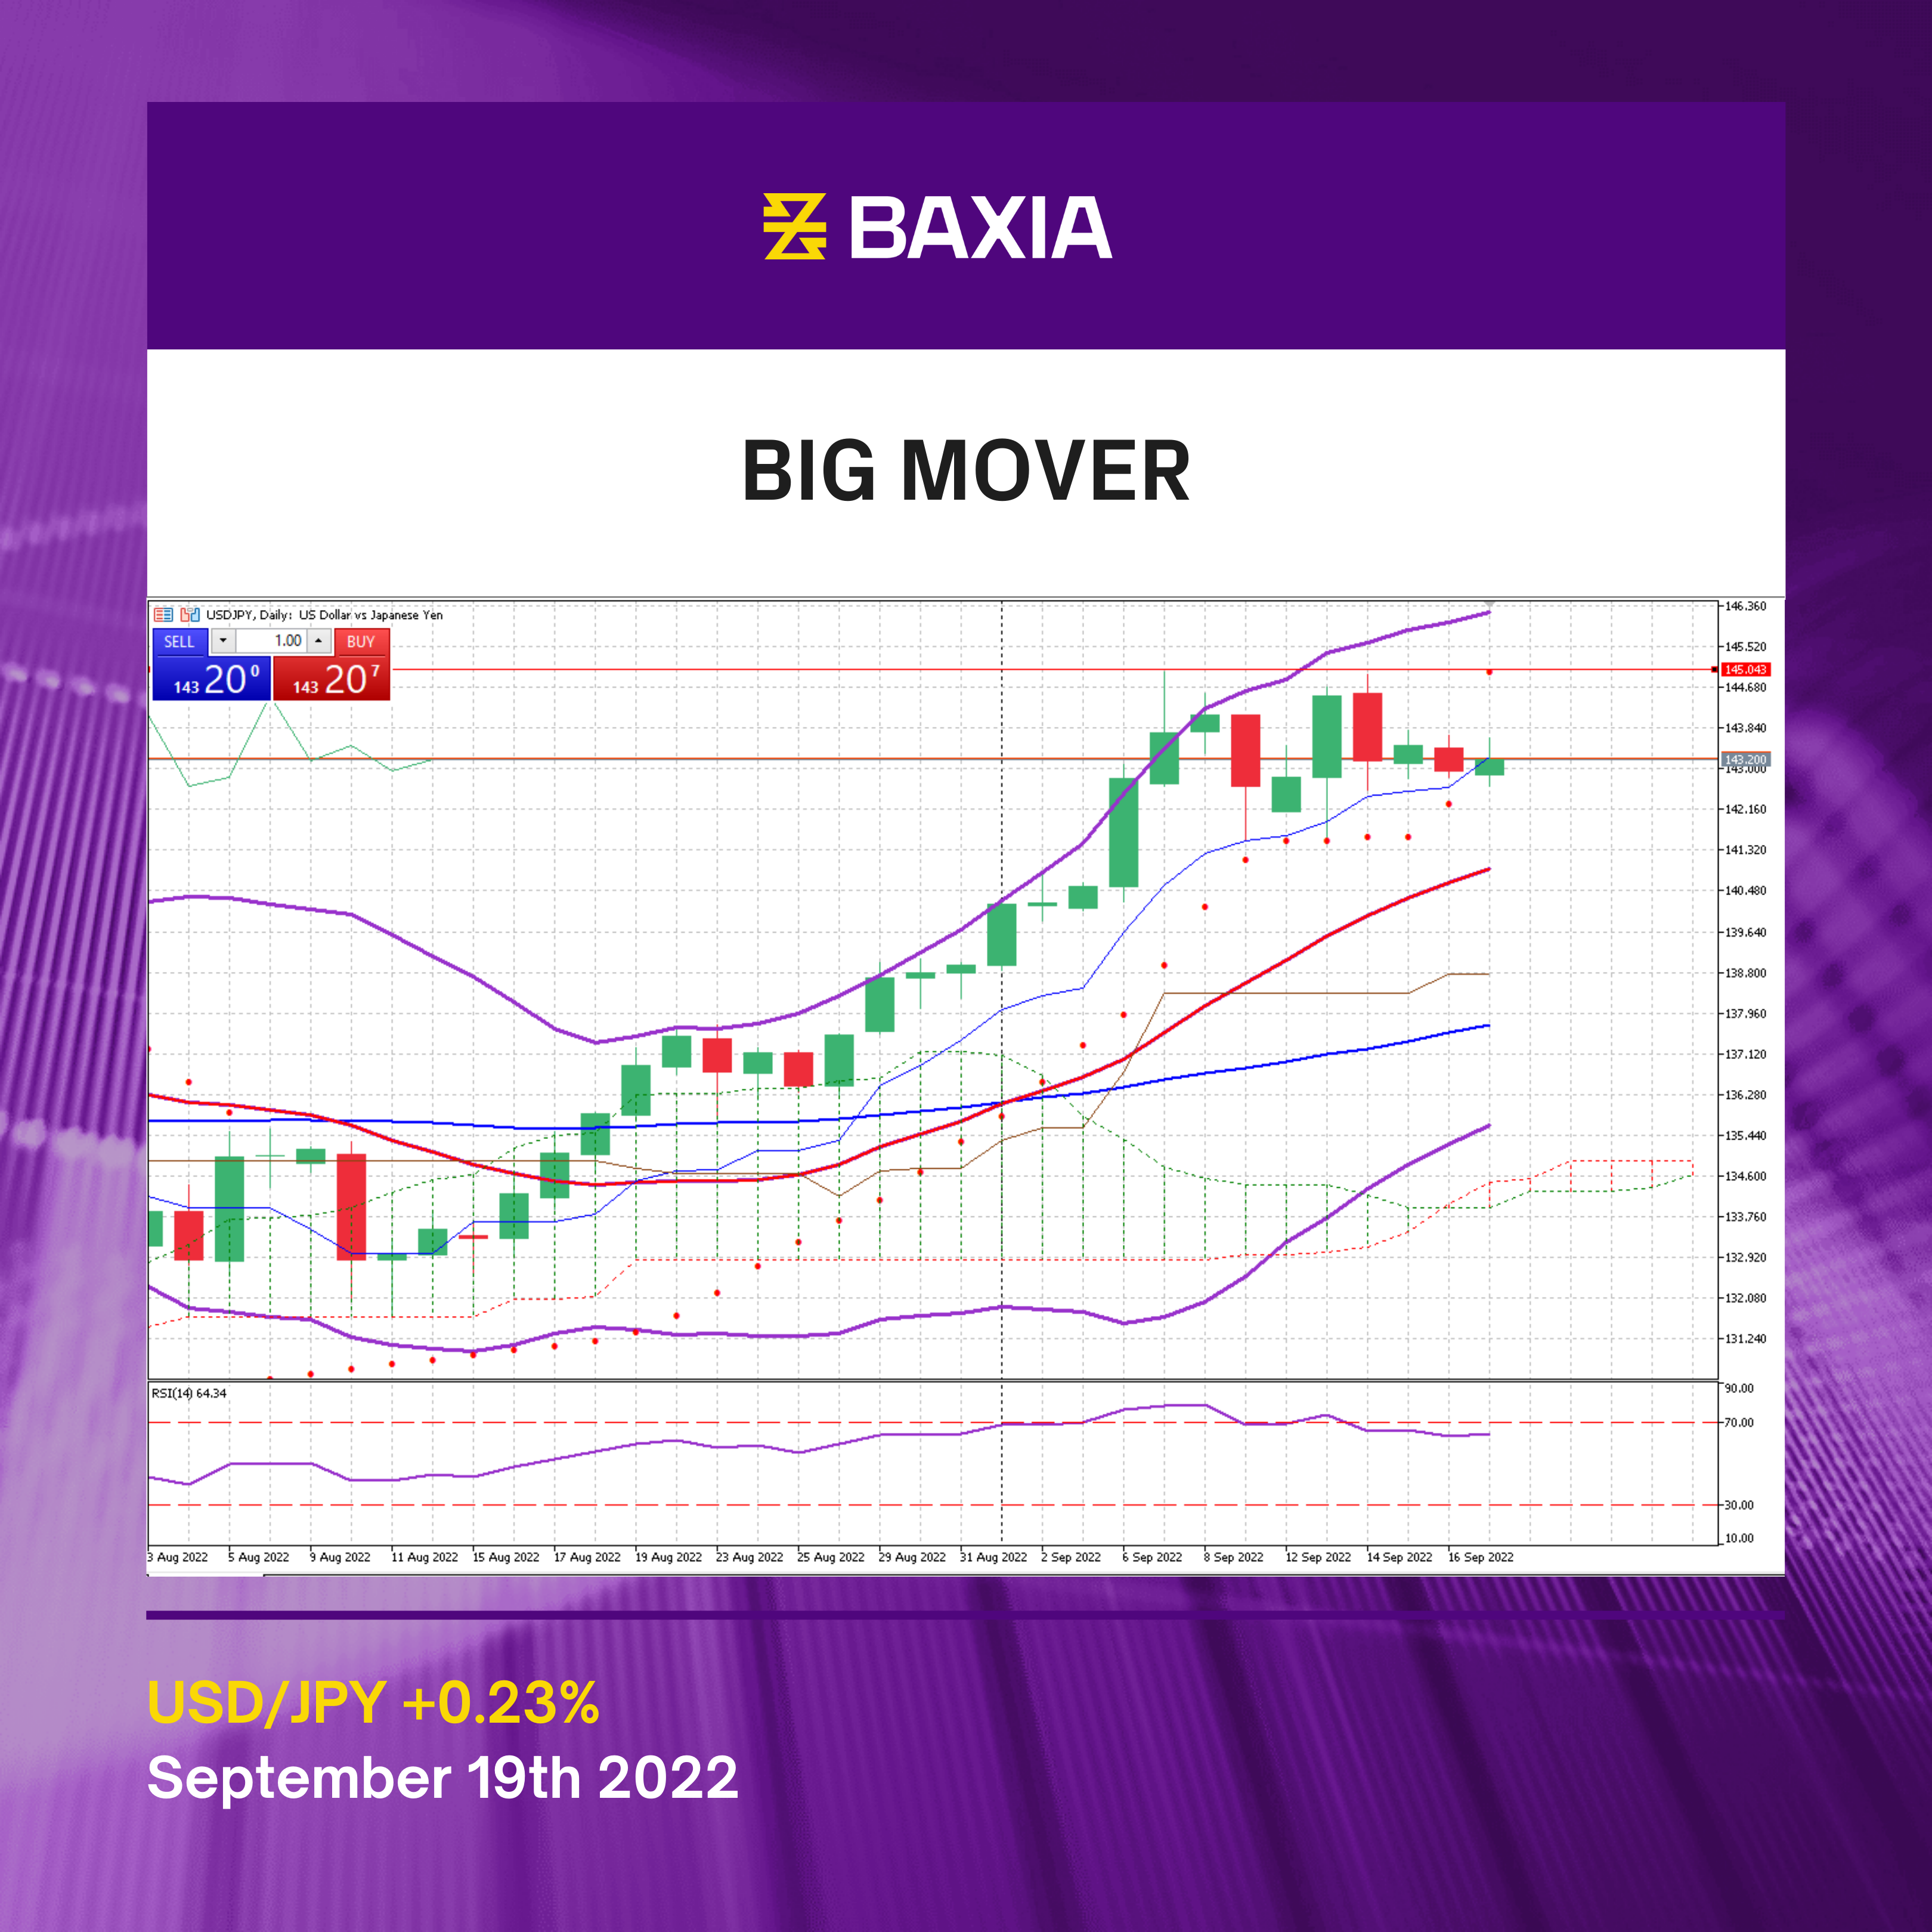 BAXIA
BIG MOVER
USDJPY, Daily: US Dollar vs Japanese Yen
SELL 1.00 BUY
143 20 0 143 20 7
146.360
145.520
145.043
144.680
143.840
143.200
143.000
142.160
141.320
140.480
139.640
138.800
137.960
137.120
136.280
135.440
134.600
133.760
132.920
132.080
131.240
RSI(14) 64.34
90.00
70.00
30.00
10.00
3 Aug 2022 5 Aug 2022 9 Aug 2022 11 Aug 2022 15 Aug 2022 17 Aug 2022 19 Aug 2022 23 Aug 2022 25 Aug 2022 29 Aug 2022 31 Aug 2022 2 Sep 2022 6 Sep 2022 8 Sep 2022 12 Sep 2022 14 Sep 2022 16 Sep 2022
USD/JPY +0.23%
September 19th 2022